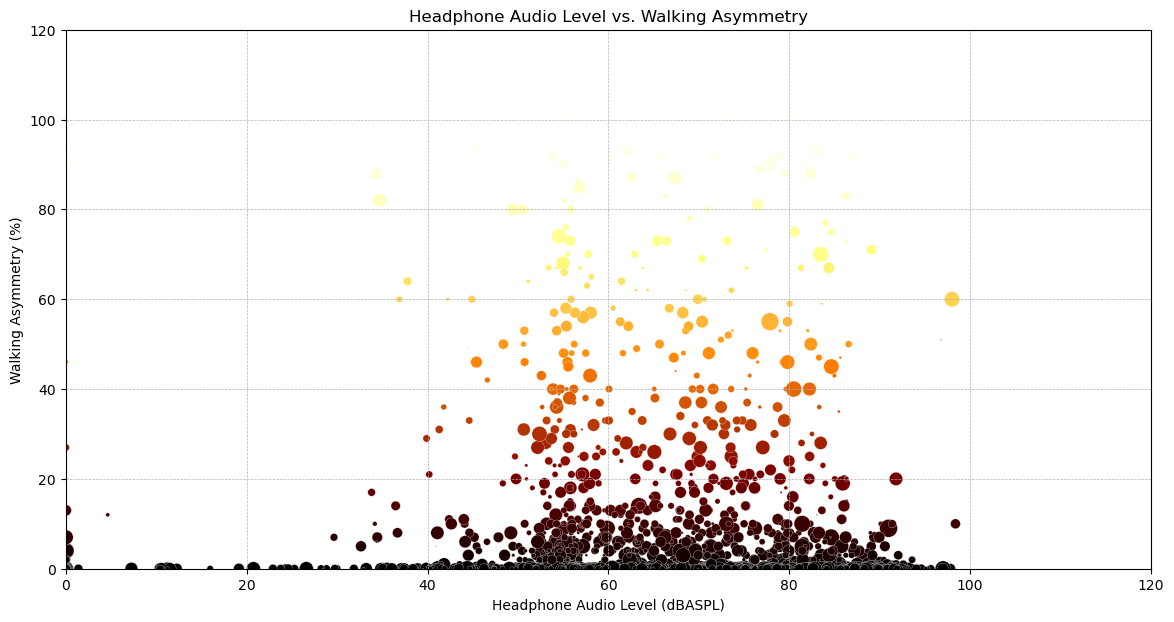 Headphone Audio Level vs. Walking Asymmetry
120
100
80
60
40
20
0
Walking Asymmetry (%)
0 20 40 60 80 100 120
Headphone Audio Level (dBASPL)